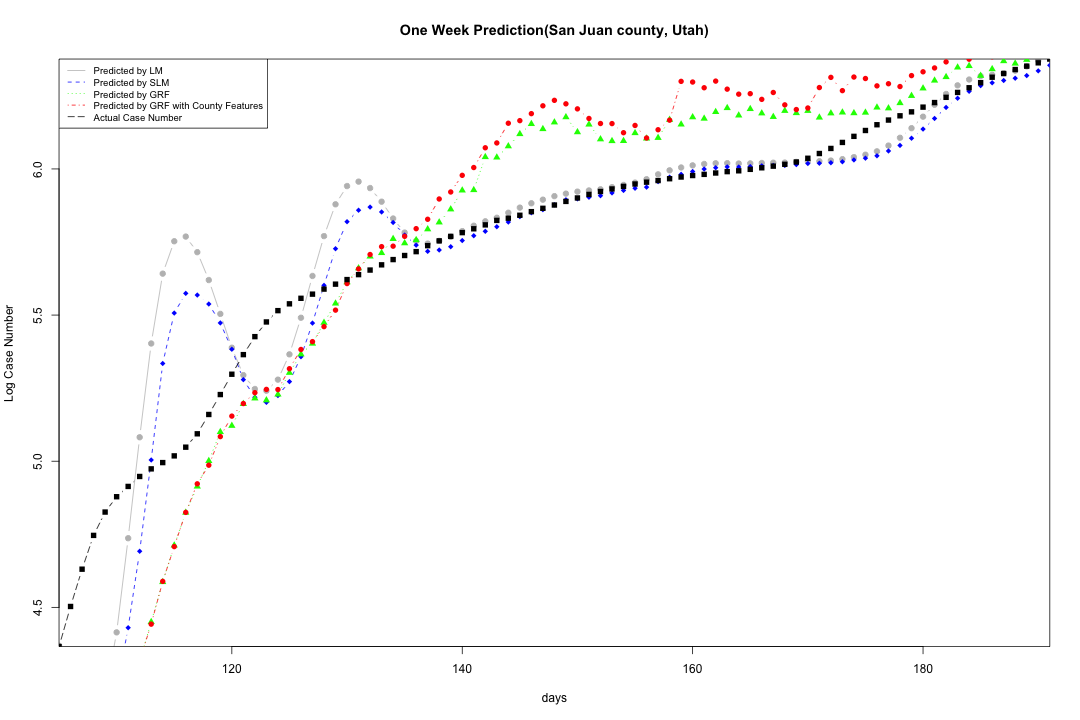 One Week Prediction(San Juan county, Utah)
Predicted by LM
Predicted by SLM
Predicted by GRF
Predicted by GRF with County Features
Actual Case Number
6.0
5.5
5.0
4.5
Log Case Number
120
140
160
180
days